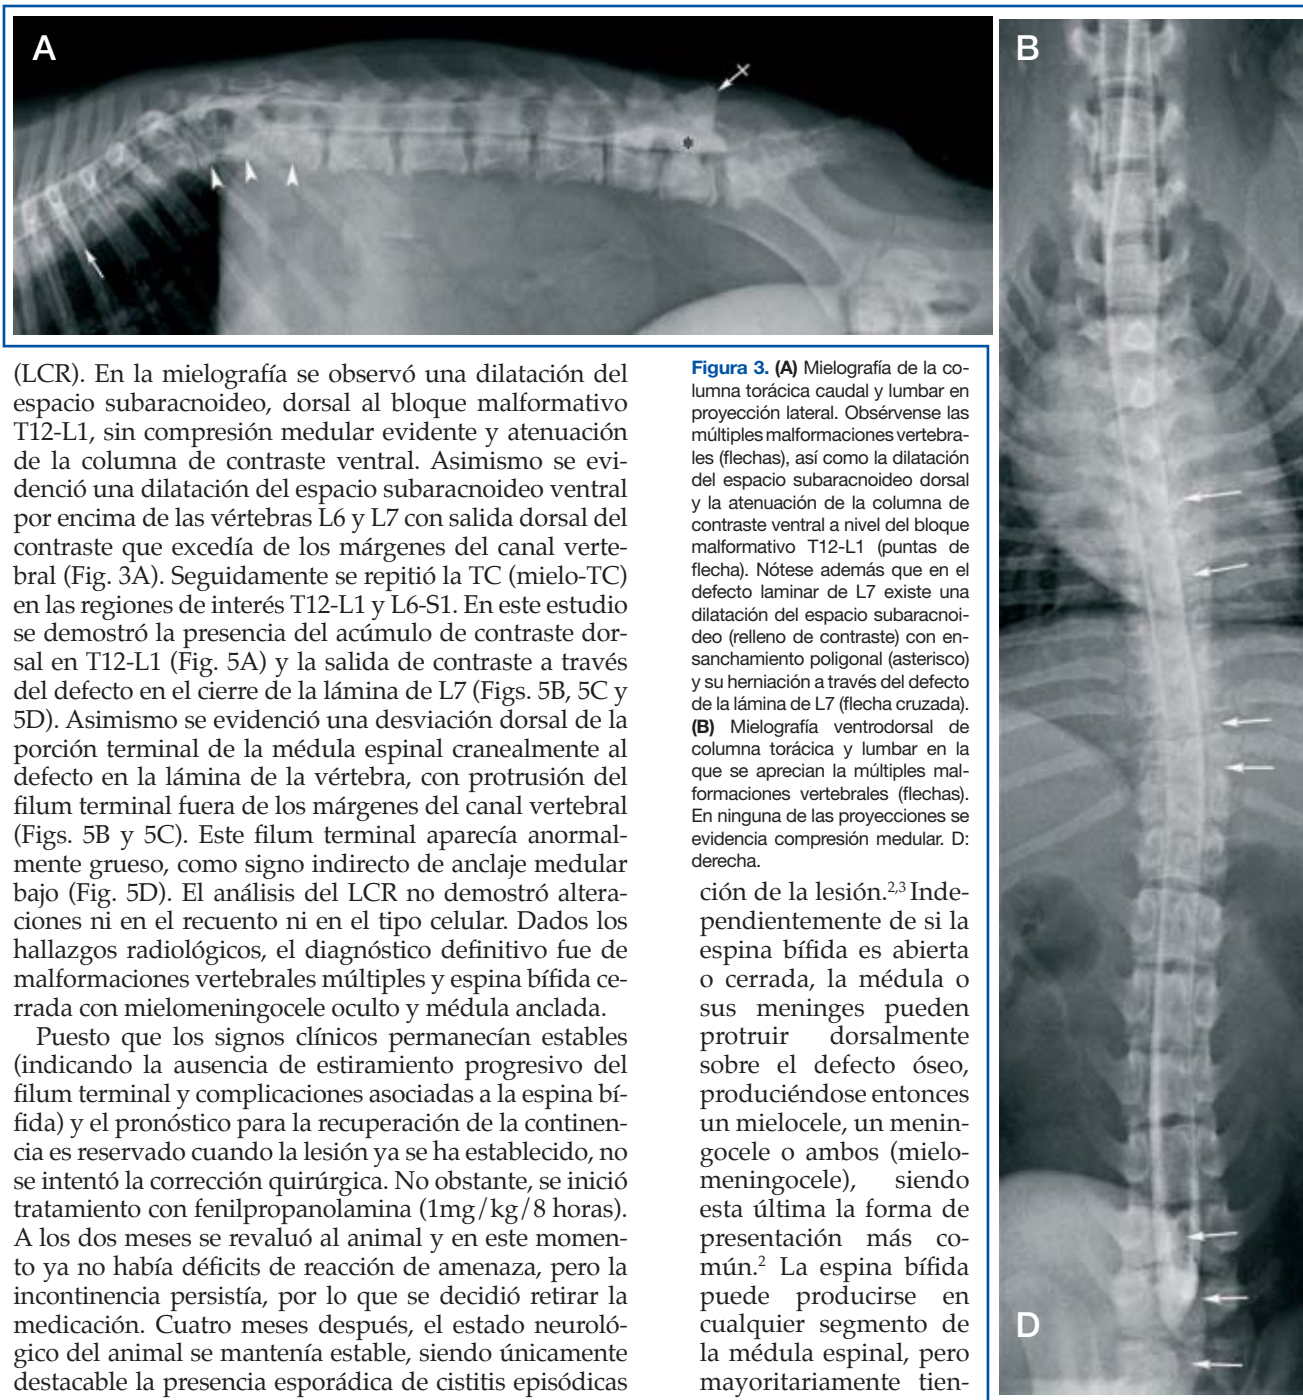 A
B
(LCR). En la mielografía se observó una dilatación del
espacio subaracnoideo, dorsal al bloque malformativo
T12-L1, sin compresión medular evidente y atenuación
de la columna de contraste ventral. Asimismo se evi-
denció una dilatación del espacio subaracnoideo ventral
por encima de las vértebras L6 y L7 con salida dorsal del
contraste que excedía de los márgenes del canal verte-
bral (Fig. 3A). Seguidamente se repitió la TC (mielo-TC)
en las regiones de interés T12-L1 y L6-S1. En este estudio
se demostró la presencia del acúmulo de contraste dor-
sal en T12-L1 (Fig. 5A) y la salida de contraste a través
del defecto en el cierre de la lámina de L7 (Figs. 5B, 5C y
5D). Asimismo se evidenció una desviación dorsal de la
porción terminal de la médula espinal cranealmente al
defecto en la lámina de la vértebra, con protrusión del
filum terminal fuera de los márgenes del canal vertebral
(Figs. 5B y 5C). Este filum terminal aparecía anormal-
mente grueso, como signo indirecto de anclaje medular
bajo (Fig. 5D). El análisis del LCR no demostró altera-
ciones ni en el recuento ni en el tipo celular. Dados los
hallazgos radiológicos, el diagnóstico definitivo fue de
malformaciones vertebrales múltiples y espina bífida ce-
rrada con mielomeningocele oculto y médula anclada.
Puesto que los signos clínicos permanecían estables
(indicando la ausencia de estiramiento progresivo del
filum terminal y complicaciones asociadas a la espina bí-
fida) y el pronóstico para la recuperación de la continen-
cia es reservado cuando la lesión ya se ha establecido, no
se intentó la corrección quirúrgica. No obstante, se inició
tratamiento con fenilpropanolamina (1mg/kg/8 horas).
A los dos meses se revaluó al animal y en este momen-
to ya no había déficits de reacción de amenaza, pero la
incontinencia persistía, por lo que se decidió retirar la
medicación. Cuatro meses después, el estado neuroló-
gico del animal se mantenía estable, siendo únicamente
destacable la presencia esporádica de cistitis episódicas
Figura 3. (A) Mielografía de la co-
lumna torácica caudal y lumbar en
proyección lateral. Obsérvense las
múltiples malformaciones vertebra-
les (flechas), así como la dilatación
del espacio subaracnoideo dorsal
y la atenuación de la columna de
contraste ventral a nivel del bloque
malformativo T12-L1 (puntas de
flecha). Nótese además que en el
defecto laminar de L7 existe una
dilatación del espacio subaracnoi-
deo (relleno de contraste) con en-
sanchamiento poligonal (asterisco)
y su herniación a través del defecto
de la lámina de L7 (flecha cruzada).
(B) Mielografía ventrodorsal de
columna torácica y lumbar en la
que se aprecian la múltiples mal-
formaciones vertebrales (flechas).
En ninguna de las proyecciones se
evidencia compresión medular. D:
derecha.
ción de la lesión.2,3 Inde-
pendientemente de si la
espina bífida es abierta
o cerrada, la médula o
sus meninges pueden
protruir dorsalmente
sobre el defecto óseo,
produciéndose entonces
un mielocele, un menin-
gocele o ambos (mielo-
meningocele), siendo
esta última la forma de
presentación más co-
mún.2 La espina bífida
puede producirse en
cualquier segmento de
la médula espinal, pero
mayoritariamente tien-
D